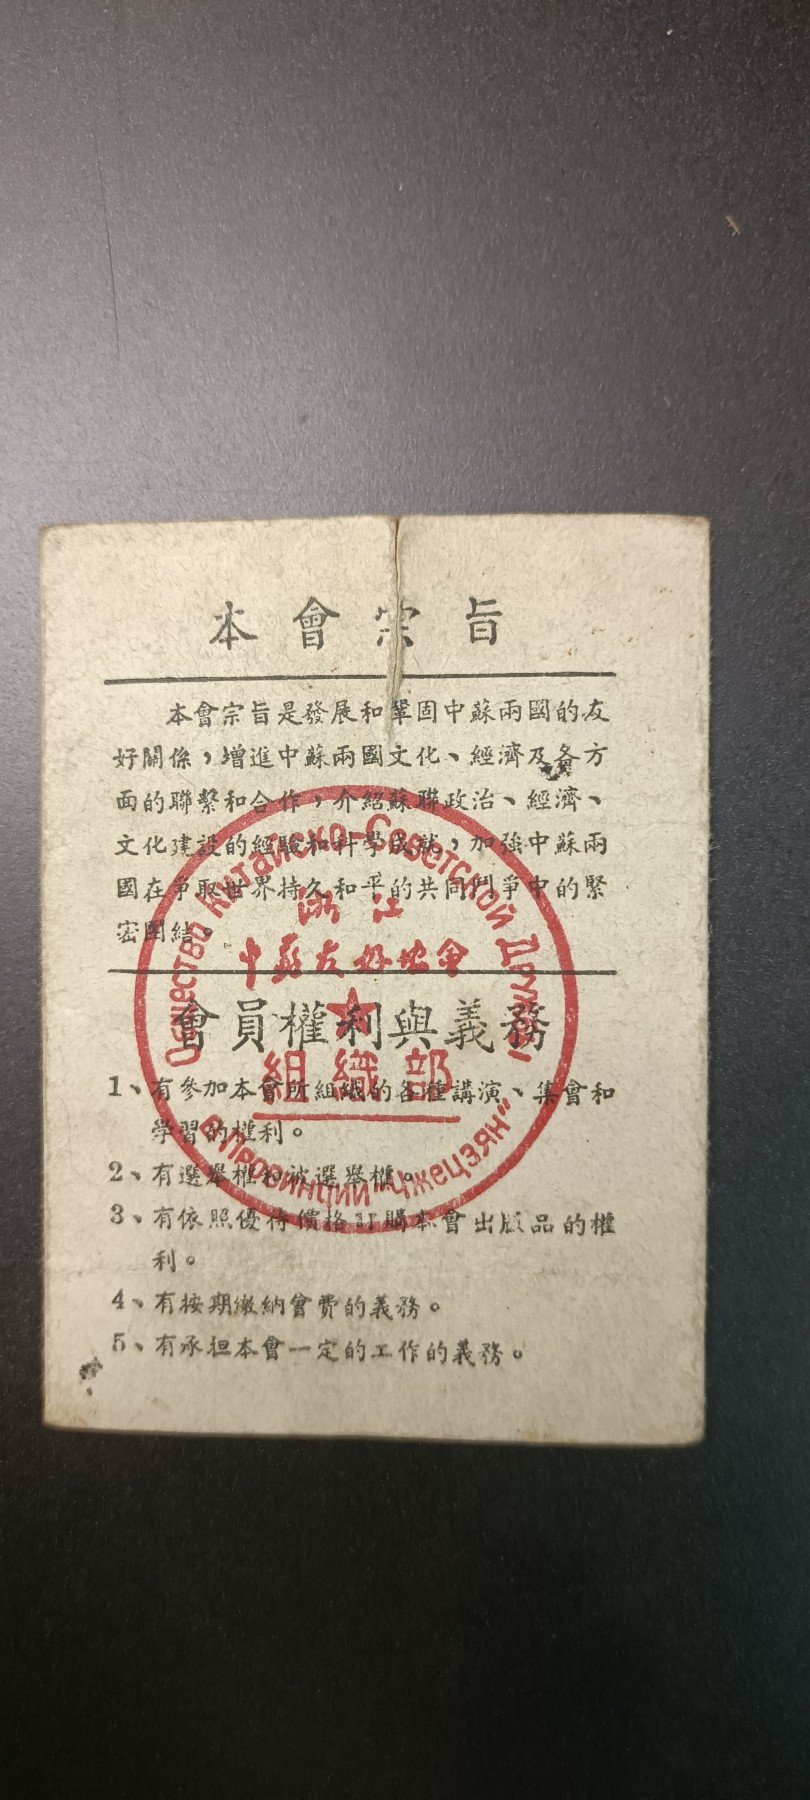 本會宗旨
本會宗旨是發展和鞏固中蘇兩國的友
好關係，增進中蘇兩國文化、經濟及各方
面的聯繫和合作，介紹蘇聯政治、經濟、
文化建設的經驗和科學成就，加強中蘇兩
國在爭取世界持久和平的共同鬥爭中的緊
密團結。
會員權利與義務
1、有參加本會所組織的各種講演、集會和
學習的權利。
2、有選舉權和被選舉權。
3、有依照優待價格訂購本會出版品的權
利。
4、有按期繳納會費的義務。
5、有承担本會一定的工作的義務。
Китайско-Советской Дружбы
浙江
中蘇友好協會
組織部
в провинции "Чжецзян"